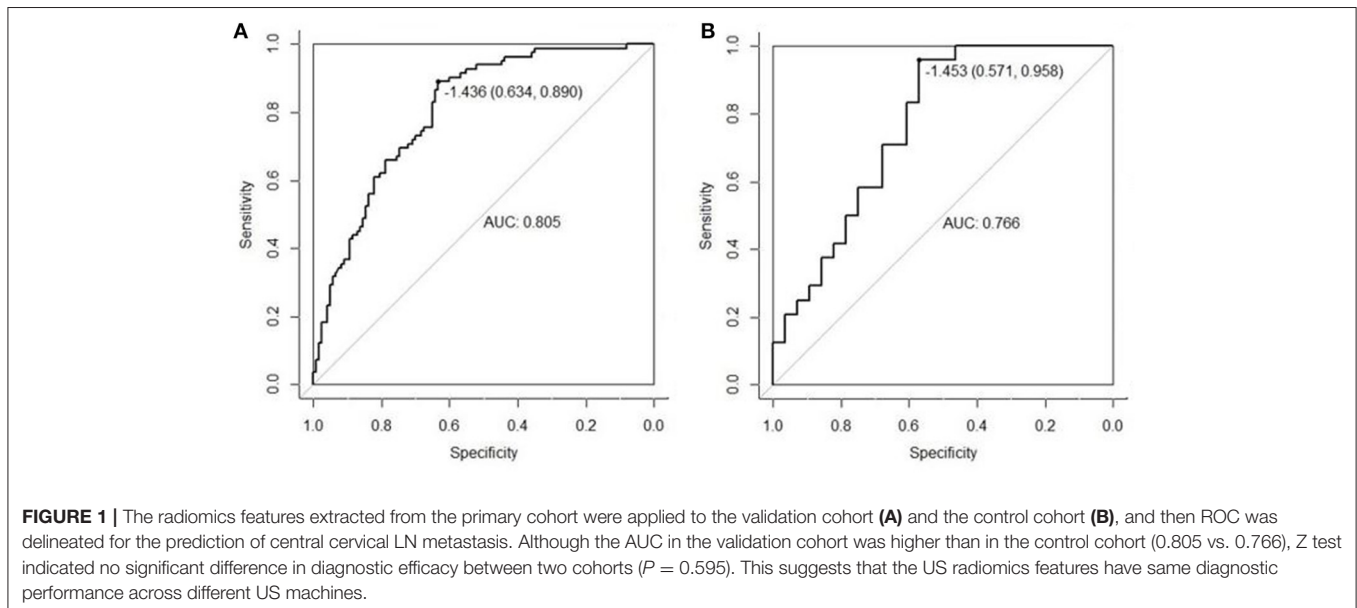 A
1.0
0.8
0.6
0.4
0.2
0.0
Sensitivity
-1.436 (0.634, 0.890)
AUC: 0.805
1.0 0.8 0.6 0.4 0.2 0.0
Specificity
B
1.0
0.8
0.6
0.4
0.2
0.0
Sensitivity
-1.453 (0.571, 0.958)
AUC: 0.766
1.0 0.8 0.6 0.4 0.2 0.0
Specificity
FIGURE 1 | The radiomics features extracted from the primary cohort were applied to the validation cohort (A) and the control cohort (B), and then ROC was
delineated for the prediction of central cervical LN metastasis. Although the AUC in the validation cohort was higher than in the control cohort (0.805 vs. 0.766), Z test
indicated no significant difference in diagnostic efficacy between two cohorts (P = 0.595). This suggests that the US radiomics features have same diagnostic
performance across different US machines.